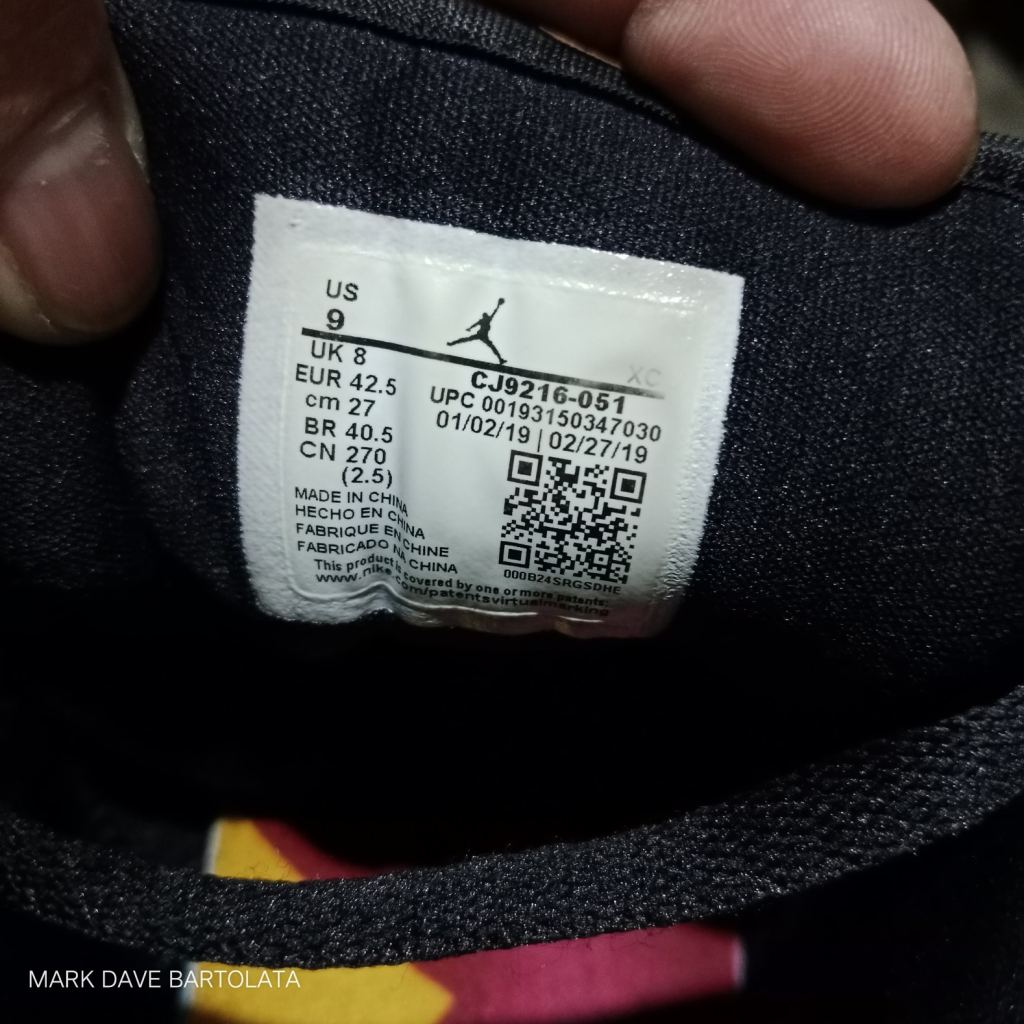 US
9
UK 8
EUR 42.5
cm 27
BR 40.5
CN 270
(2.5)
XC
CJ9216-051
UPC 00193150347030
01/02/19 | 02/27/19
000B24SRGSDHE
MADE IN CHINA
HECHO EN CHINA
FABRIQUE EN CHINE
FABRICADO NA CHINA
This product is covered by one or more patents:
www.nike.com/patentsvirtualmarking
MARK DAVE BARTOLATA